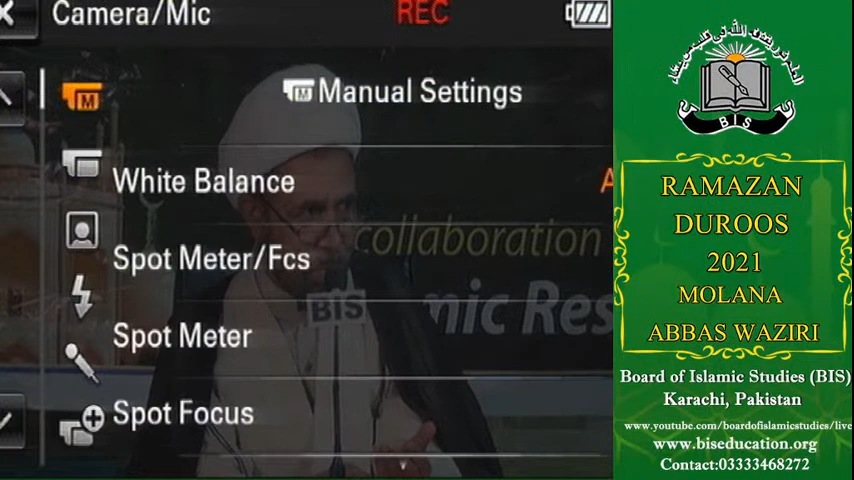 Camera/Mic
REC
M
M Manual Settings
White Balance
A
Spot Meter/Fcs
Spot Meter
Spot Focus
collaboration
mic Res
BIS
BIS
RAMAZAN
DUROOS
2021
MOLANA
ABBAS WAZIRI
Board of Islamic Studies (BIS)
Karachi, Pakistan
www.youtube.com/boardofislamicstudies/live
www.biseducation.org
Contact:03333468272